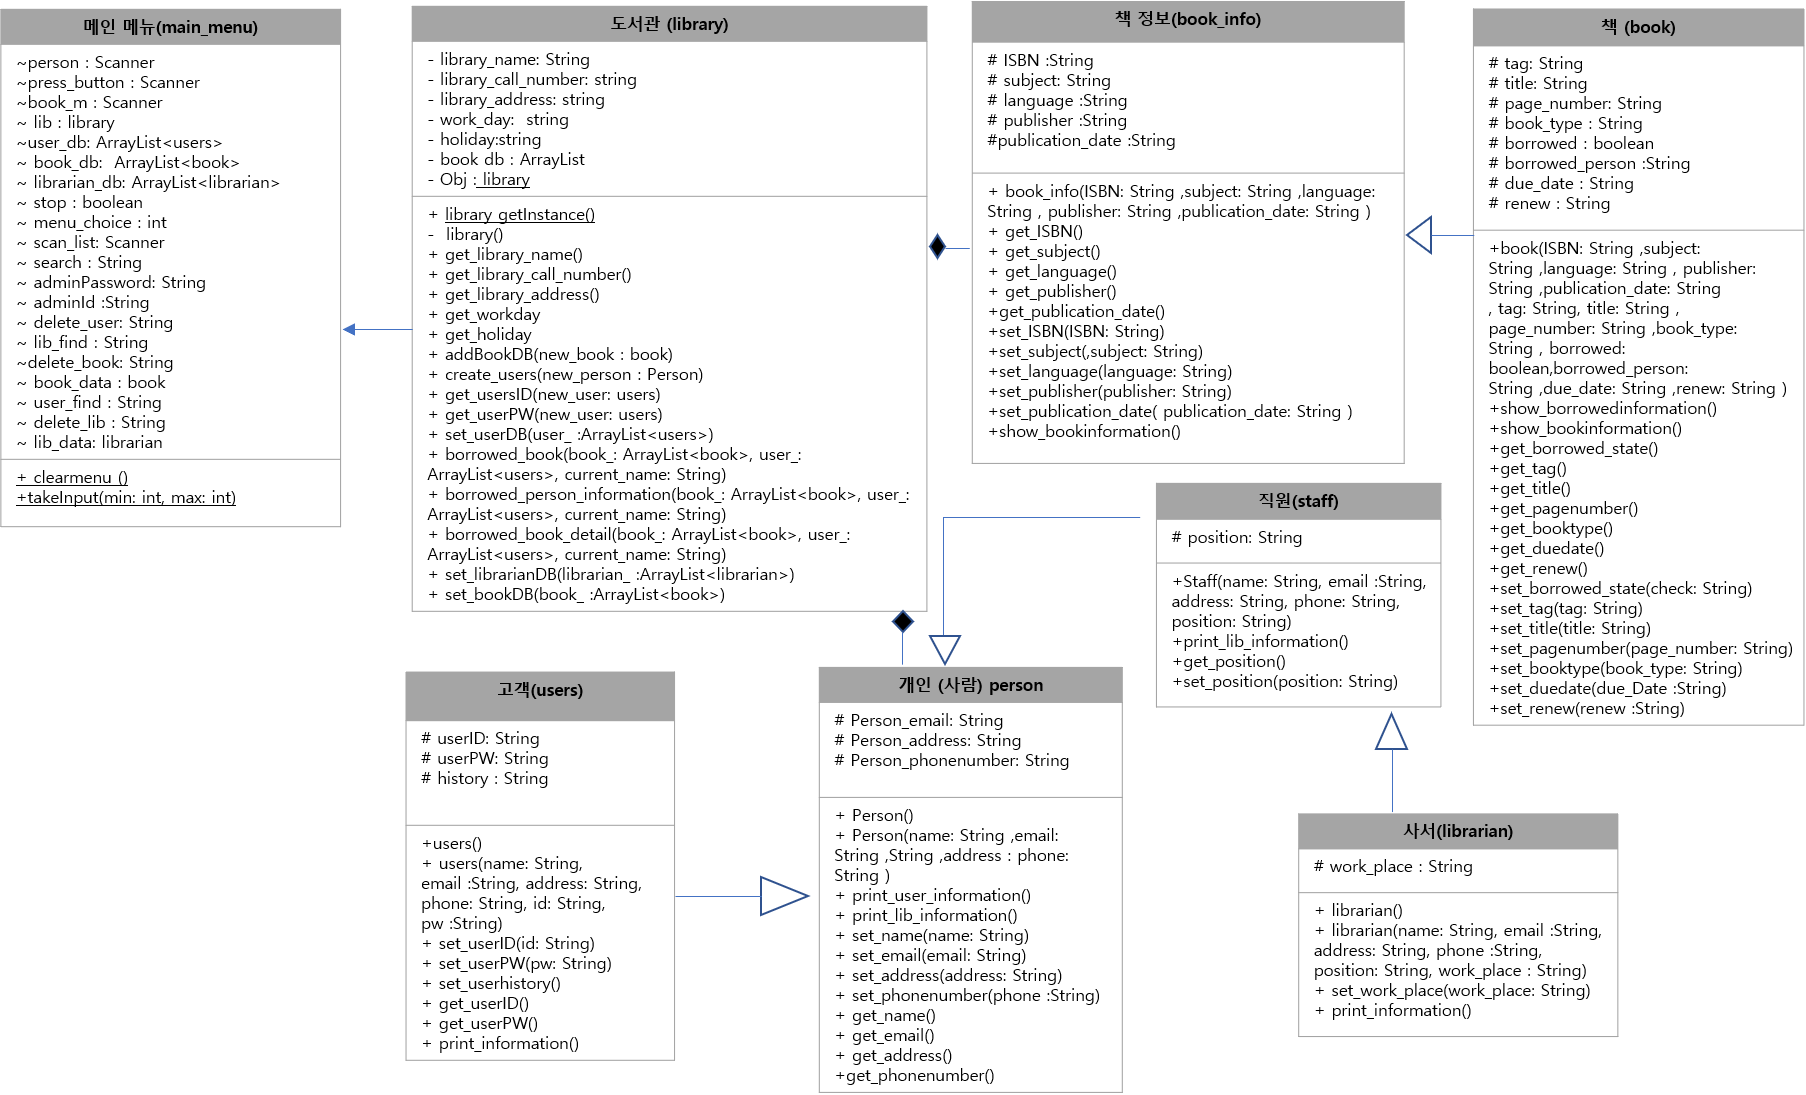 메인 메뉴(main_menu)
~person : Scanner
~press_button : Scanner
~book_m : Scanner
~ lib : library
~user_db: ArrayList<users>
~ book_db:  ArrayList<book>
~ librarian_db: ArrayList<librarian>
~ stop : boolean
~ menu_choice : int
~ scan_list: Scanner
~ search : String
~ adminPassword: String
~ adminId :String
~ delete_user: String
~ lib_find : String
~delete_book: String
~ book_data : book
~ user_find : String
~ delete_lib : String
~ lib_data: librarian
+ clearmenu ()
+takeInput(min: int, max: int)
도서관 (library)
- library_name: String
- library_call_number: string
- library_address: string
- work_day:  string
- holiday:string
- book db : ArrayList
- Obj : library
+ library getInstance()
-  library()
+ get_library_name()
+ get_library_call_number()
+ get_library_address()
+ get_workday
+ get_holiday
+ addBookDB(new_book : book)
+ create_users(new_person : Person)
+ get_usersID(new_user: users)
+ get_userPW(new_user: users)
+ set_userDB(user_ :ArrayList<users>)
+ borrowed_book(book_: ArrayList<book>, user_:
ArrayList<users>, current_name: String)
+ borrowed_person_information(book_: ArrayList<book>, user_:
ArrayList<users>, current_name: String)
+ borrowed_book_detail(book_: ArrayList<book>, user_:
ArrayList<users>, current_name: String)
+ set_librarianDB(librarian_ :ArrayList<librarian>)
+ set_bookDB(book_ :ArrayList<book>)
책 정보(book_info)
# ISBN :String
# subject: String
# language :String
# publisher :String
#publication_date :String
+ book_info(ISBN: String ,subject: String ,language:
String , publisher: String ,publication_date: String )
+ get_ISBN()
+ get_subject()
+ get_language()
+ get_publisher()
+get_publication_date()
+set_ISBN(ISBN: String)
+set_subject(,subject: String)
+set_language(language: String)
+set_publisher(publisher: String)
+set_publication_date( publication_date: String )
+show_bookinformation()
책 (book)
# tag: String
# title: String
# page_number: String
# book_type : String
# borrowed : boolean
# borrowed_person :String
# due_date : String
# renew : String
+book(ISBN: String ,subject:
String ,language: String , publisher:
String ,publication_date: String
, tag: String, title: String ,
page_number: String ,book_type:
String , borrowed:
boolean,borrowed_person:
String ,due_date: String ,renew: String )
+show_borrowedinformation()
+show_bookinformation()
+get_borrowed_state()
+get_tag()
+get_title()
+get_pagenumber()
+get_booktype()
+get_duedate()
+get_renew()
+set_borrowed_state(check: String)
+set_tag(tag: String)
+set_title(title: String)
+set_pagenumber(page_number: String)
+set_booktype(book_type: String)
+set_duedate(due_Date :String)
+set_renew(renew :String)
직원(staff)
# position: String
+Staff(name: String, email :String,
address: String, phone: String,
position: String)
+print_lib_information()
+get_position()
+set_position(position: String)
고객(users)
# userID: String
# userPW: String
# history : String
+users()
+ users(name: String,
email :String, address: String,
phone: String, id: String,
pw :String)
+ set_userID(id: String)
+ set_userPW(pw: String)
+ set_userhistory()
+ get_userID()
+ get_userPW()
+ print_information()
개인 (사람) person
# Person_email: String
# Person_address: String
# Person_phonenumber: String
+ Person()
+ Person(name: String ,email:
String ,String ,address : phone:
String )
+ print_user_information()
+ print_lib_information()
+ set_name(name: String)
+ set_email(email: String)
+ set_address(address: String)
+ set_phonenumber(phone :String)
+ get_name()
+ get_email()
+ get_address()
+get_phonenumber()
사서(librarian)
# work_place : String
+ librarian()
+ librarian(name: String, email :String,
address: String, phone :String,
position: String, work_place : String)
+ set_work_place(work_place: String)
+ print_information()